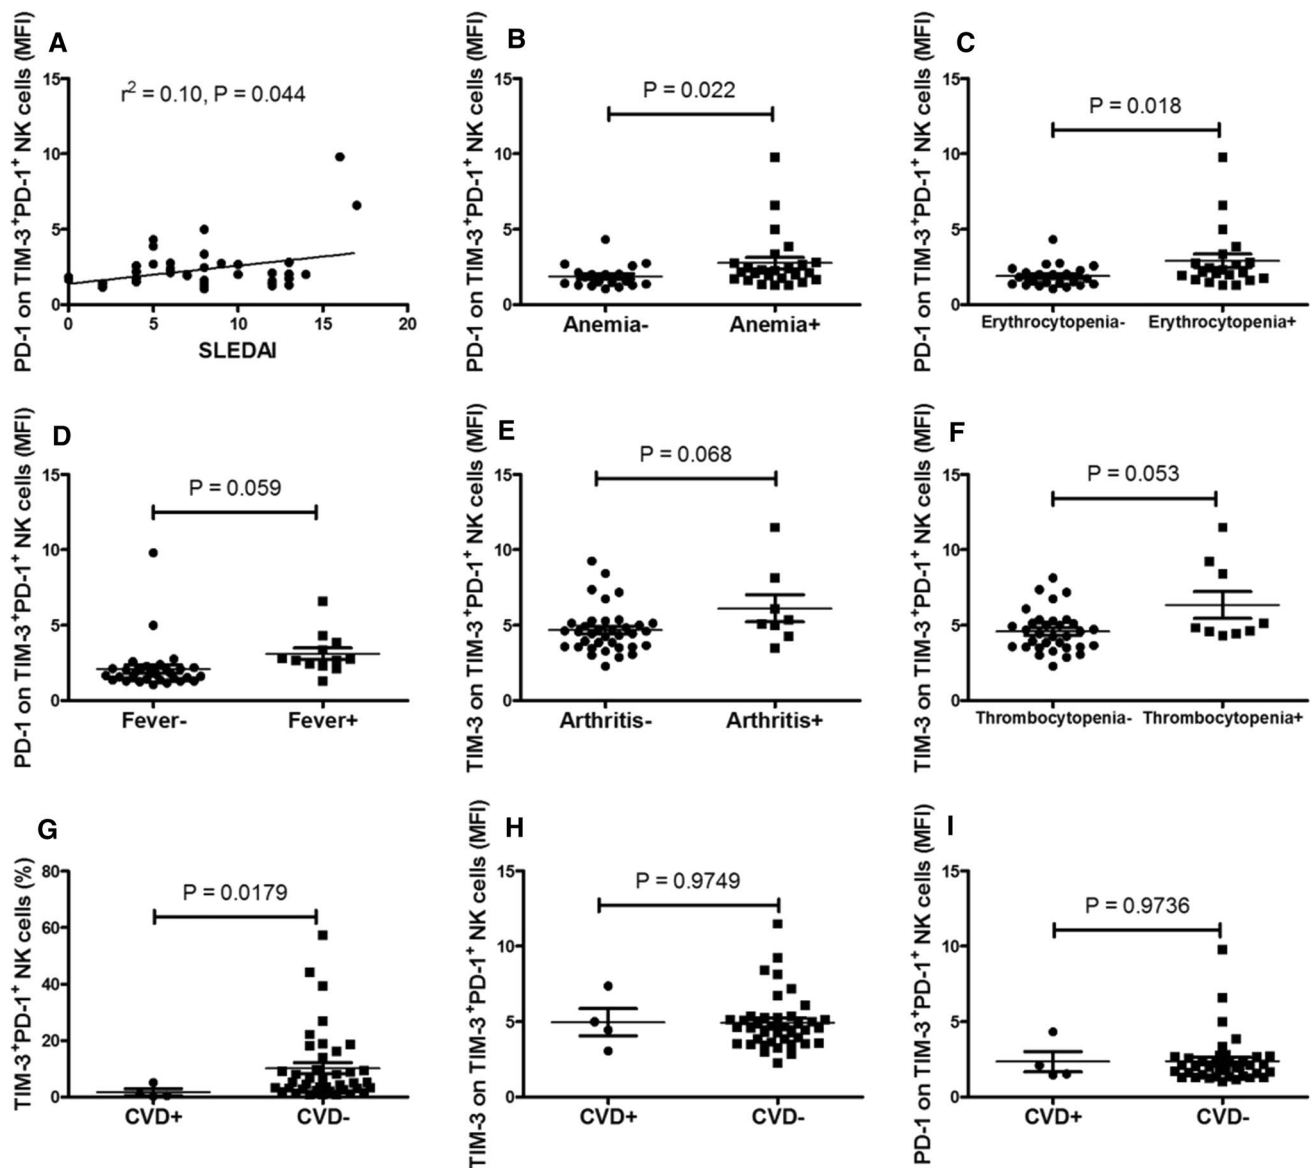 A
PD-1 on TIM-3⁺PD-1⁺ NK cells (MFI)
15
10
5
0
r² = 0.10, P = 0.044
0 5 10 15 20
SLEDAI
B
PD-1 on TIM-3⁺PD-1⁺ NK cells (MFI)
15
10
5
0
P = 0.022
Anemia- Anemia+
C
PD-1 on TIM-3⁺PD-1⁺ NK cells (MFI)
15
10
5
0
P = 0.018
Erythrocytopenia- Erythrocytopenia+
D
PD-1 on TIM-3⁺PD-1⁺ NK cells (MFI)
15
10
5
0
P = 0.059
Fever- Fever+
E
TIM-3 on TIM-3⁺PD-1⁺ NK cells (MFI)
15
10
5
0
P = 0.068
Arthritis- Arthritis+
F
TIM-3 on TIM-3⁺PD-1⁺ NK cells (MFI)
15
10
5
0
P = 0.053
Thrombocytopenia- Thrombocytopenia+
G
TIM-3⁺PD-1⁺ NK cells (%)
80
60
40
20
0
P = 0.0179
CVD+ CVD-
H
TIM-3 on TIM-3⁺PD-1⁺ NK cells (MFI)
15
10
5
0
P = 0.9749
CVD+ CVD-
I
PD-1 on TIM-3⁺PD-1⁺ NK cells (MFI)
15
10
5
0
P = 0.9736
CVD+ CVD-